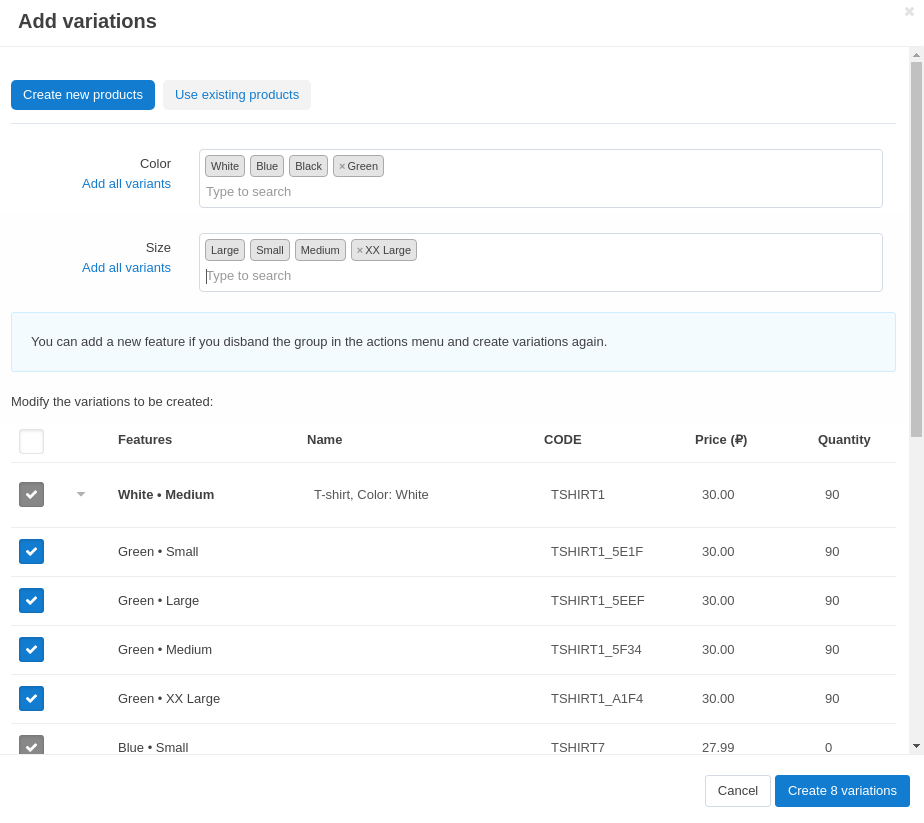 Add variations
Create new products Use existing products
Color White Blue Black × Green
Add all variants Type to search
Size Large Small Medium × XX Large
Add all variants Type to search
You can add a new feature if you disband the group in the actions menu and create variations again.
Modify the variations to be created:
Features Name CODE Price (₽) Quantity
White • Medium T-shirt, Color: White TSHIRT1 30.00 90
Green • Small TSHIRT1_5E1F 30.00 90
Green • Large TSHIRT1_5EEF 30.00 90
Green • Medium TSHIRT1_5F34 30.00 90
Green • XX Large TSHIRT1_A1F4 30.00 90
Blue • Small TSHIRT7 27.99 0
Cancel Create 8 variations